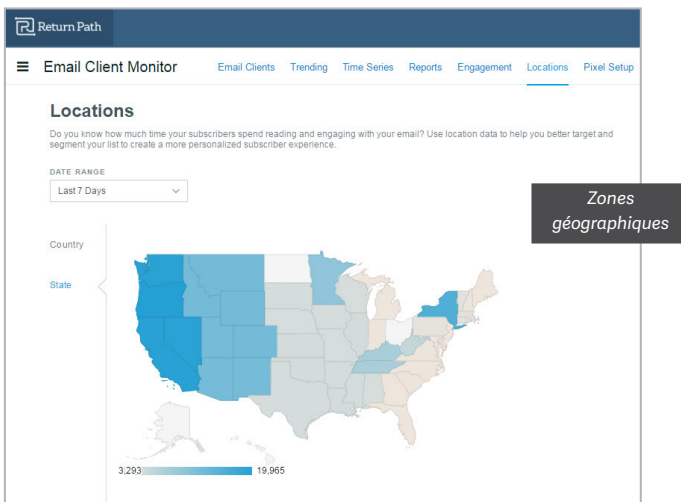 Return Path
Email Client Monitor
Email Clients Trending Time Series Reports Engagement Locations Pixel Setup
Locations
Do you know how much time your subscribers spend reading and engaging with your email? Use location data to help you better target and
segment your list to create a more personalized subscriber experience.
DATE RANGE
Last 7 Days
Zones
géographiques
Country
State
3,293
19,965